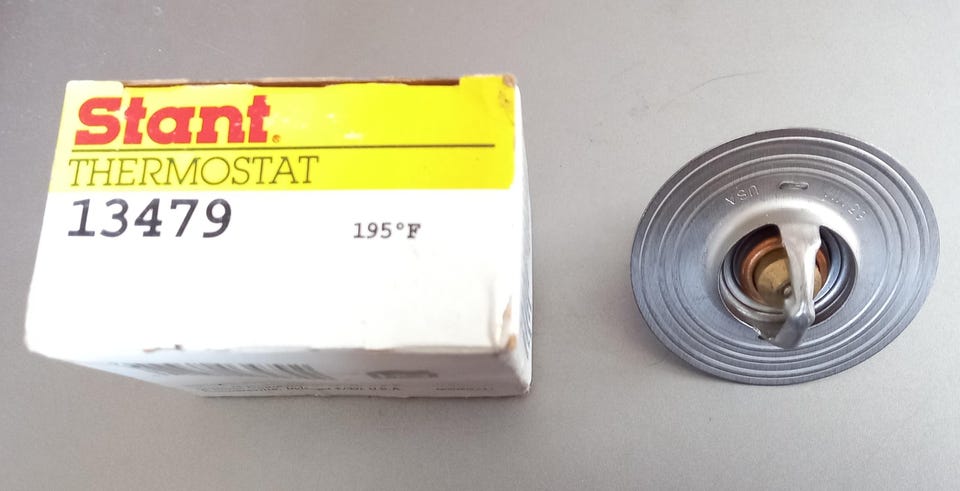 Stant®
THERMOSTAT
13479
195°F
USA